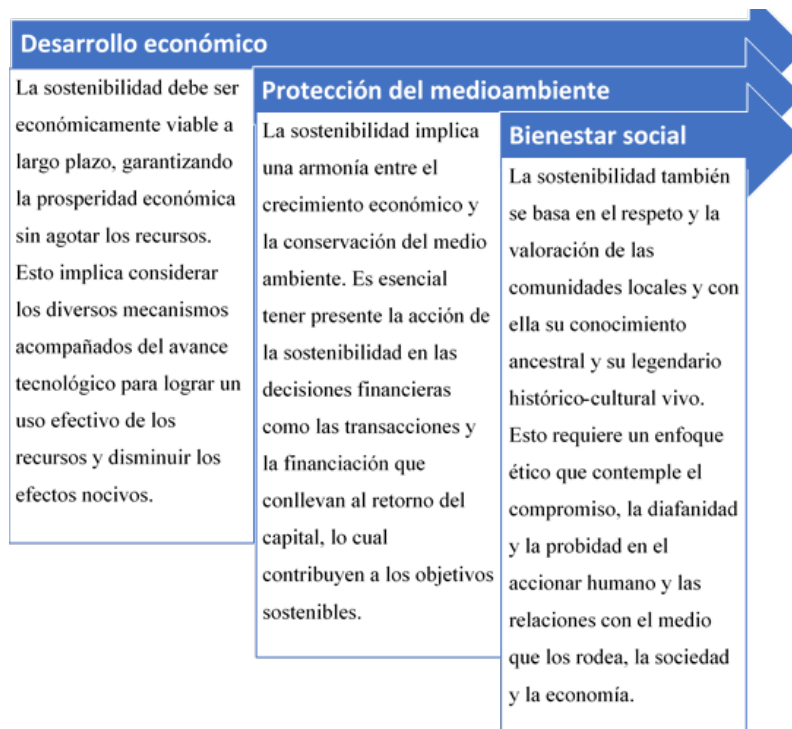 Desarrollo económico
La sostenibilidad debe ser
económicamente viable a
largo plazo, garantizando
la prosperidad económica
sin agotar los recursos.
Esto implica considerar
los diversos mecanismos
acompañados del avance
tecnológico para lograr un
uso efectivo de los
recursos y disminuir los
efectos nocivos.
Protección del medioambiente
La sostenibilidad implica
una armonía entre el
crecimiento económico y
la conservación del medio
ambiente. Es esencial
tener presente la acción de
la sostenibilidad en las
decisiones financieras
como las transacciones y
la financiación que
conllevan al retorno del
capital, lo cual
contribuyen a los objetivos
sostenibles.
Bienestar social
La sostenibilidad también
se basa en el respeto y la
valoración de las
comunidades locales y con
ella su conocimiento
ancestral y su legendario
histórico-cultural vivo.
Esto requiere un enfoque
ético que contemple el
compromiso, la diafanidad
y la probidad en el
accionar humano y las
relaciones con el medio
que los rodea, la sociedad
y la economía.